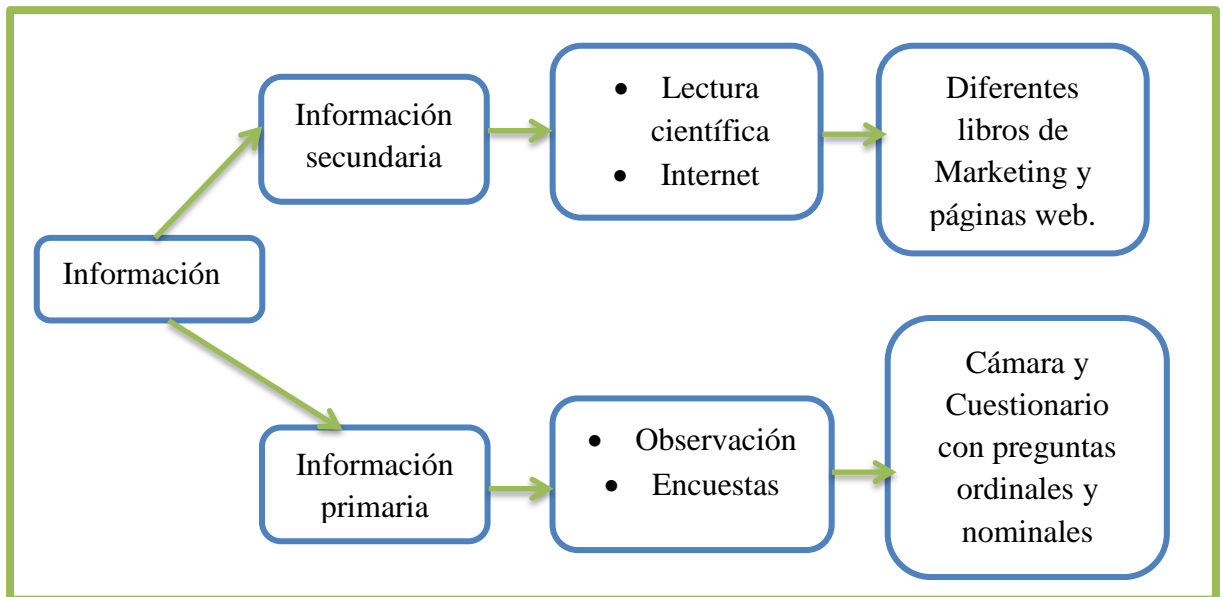 Información
Información
secundaria
• Lectura
científica
• Internet
Diferentes
libros de
Marketing y
páginas web.
Información
primaria
• Observación
• Encuestas
Cámara y
Cuestionario
con preguntas
ordinales y
nominales